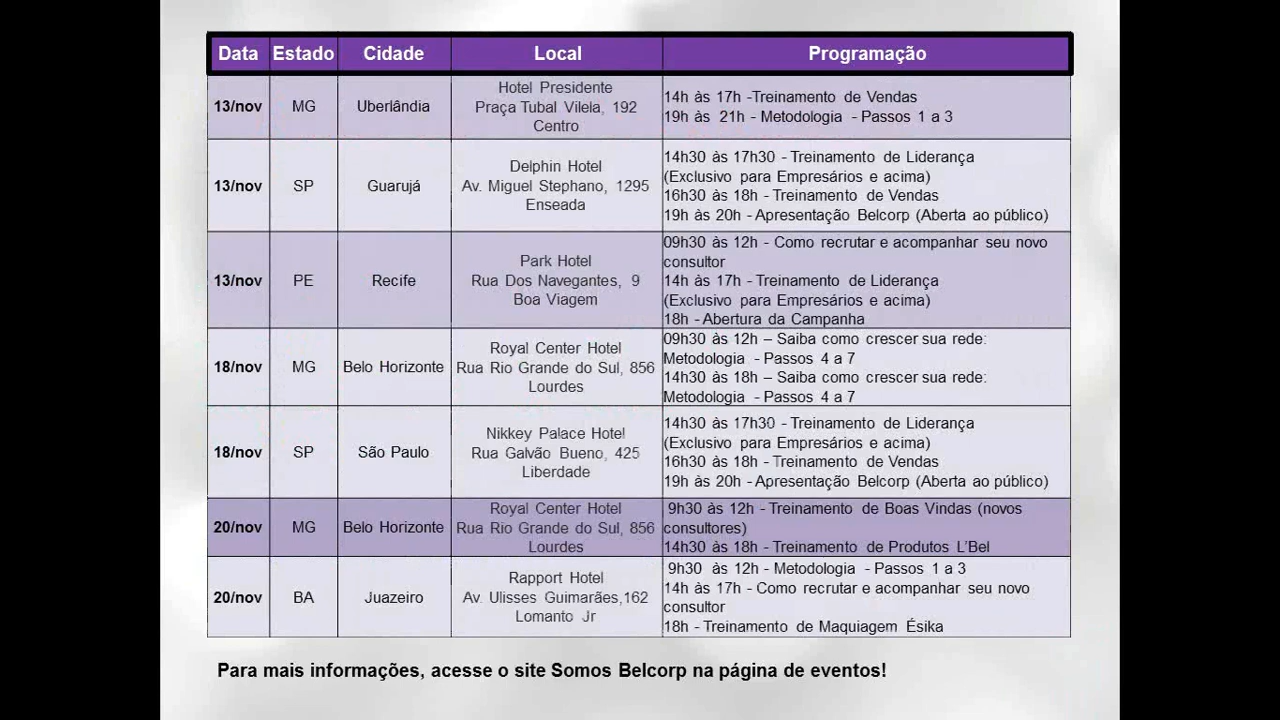 Data Estado Cidade Local Programação
13/nov MG Uberlândia
Hotel Presidente
Praça Tubal Vilela, 192
Centro
14h às 17h -Treinamento de Vendas
19h às 21h - Metodologia - Passos 1 a 3
13/nov SP Guarujá
Delphin Hotel
Av. Miguel Stephano, 1295
Enseada
14h30 às 17h30 - Treinamento de Liderança
(Exclusivo para Empresários e acima)
16h30 às 18h - Treinamento de Vendas
19h às 20h - Apresentação Belcorp (Aberta ao público)
13/nov PE Recife
Park Hotel
Rua Dos Navegantes, 9
Boa Viagem
09h30 às 12h - Como recrutar e acompanhar seu novo
consultor
14h às 17h - Treinamento de Liderança
(Exclusivo para Empresários e acima)
18h - Abertura da Campanha
18/nov MG Belo Horizonte
Royal Center Hotel
Rua Rio Grande do Sul, 856
Lourdes
09h30 às 12h – Saiba como crescer sua rede:
Metodologia - Passos 4 a 7
14h30 às 18h – Saiba como crescer sua rede:
Metodologia - Passos 4 a 7
18/nov SP São Paulo
Nikkey Palace Hotel
Rua Galvão Bueno, 425
Liberdade
14h30 às 17h30 - Treinamento de Liderança
(Exclusivo para Empresários e acima)
16h30 às 18h - Treinamento de Vendas
19h às 20h - Apresentação Belcorp (Aberta ao público)
20/nov MG Belo Horizonte
Royal Center Hotel
Rua Rio Grande do Sul, 856
Lourdes
9h30 às 12h - Treinamento de Boas Vindas (novos
consultores)
14h30 às 18h - Treinamento de Produtos L'Bel
20/nov BA Juazeiro
Rapport Hotel
Av. Ulisses Guimarães,162
Lomanto Jr
9h30 às 12h - Metodologia - Passos 1 a 3
14h às 17h - Como recrutar e acompanhar seu novo
consultor
18h - Treinamento de Maquiagem Ésika
Para mais informações, acesse o site Somos Belcorp na página de eventos!